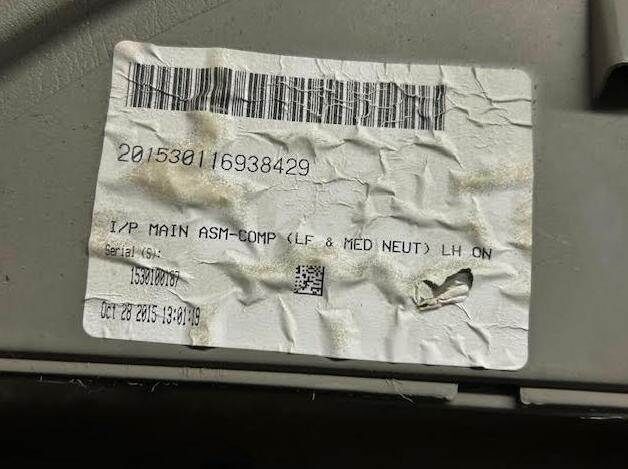 201530116938429
I/P MAIN ASM-COMP (LF & MED NEUT) LH ON
Serial (S):
1530100187
Oct 28 2015 13:01:19